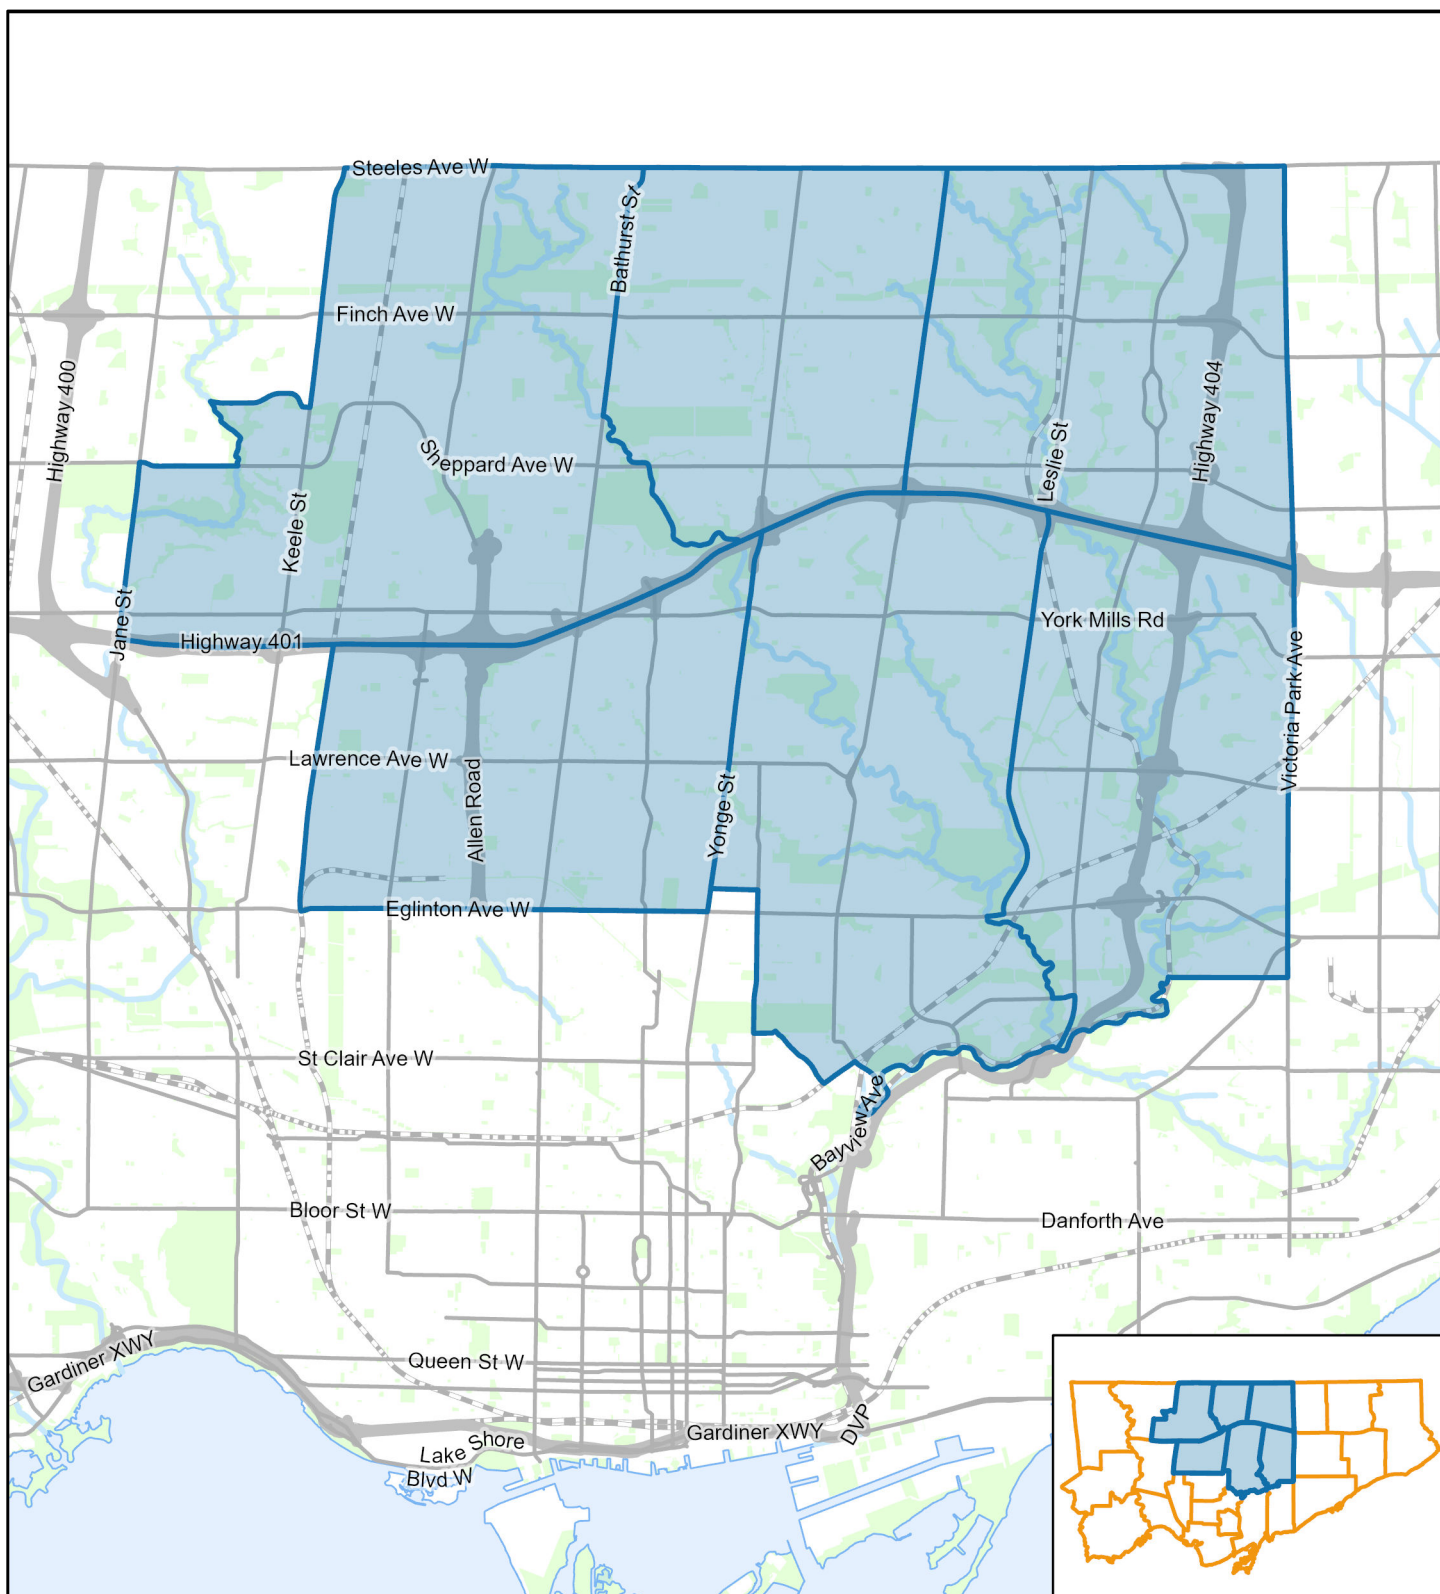 Steeles Ave W
Bathurst St
Finch Ave W
Highway 400
Highway 404
Leslie St
Sheppard Ave W
Keele St
Jane St
York Mills Rd
Highway 401
Victoria Park Ave
Lawrence Ave W
Allen Road
Yonge St
Eglinton Ave W
St Clair Ave W
Bayview Ave
Bloor St W
Danforth Ave
Gardiner XWY
Queen St W
Gardiner XWY
DVP
Lake Shore
Blvd W